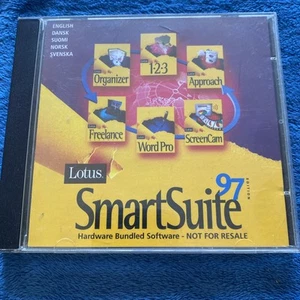 ENGLISH
DANSK
SUOMI
NORSK
SVENSKA
Organizer
1-2-3
Approach
Freelance
Word Pro
ScreenCam
Lotus.
SmartSuite 97
EDITION
Hardware Bundled Software - NOT FOR RESALE